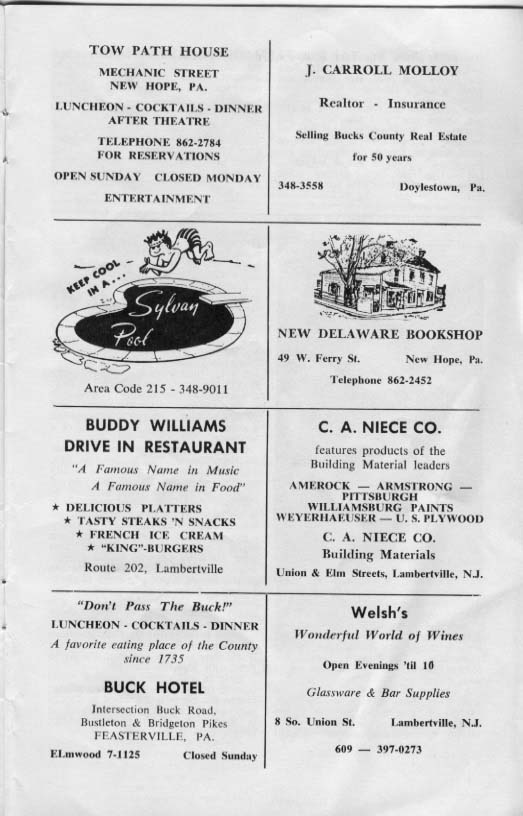 TOW PATH HOUSE
MECHANIC STREET
NEW HOPE, PA.
LUNCHEON - COCKTAILS - DINNER
AFTER THEATRE
TELEPHONE 862-2784
FOR RESERVATIONS
OPEN SUNDAY CLOSED MONDAY
ENTERTAINMENT
J. CARROLL MOLLOY
Realtor - Insurance
Selling Bucks County Real Estate
for 50 years
348-3558 Doylestown, Pa.
KEEP COOL
IN A...
Sylvan
Pool
Area Code 215 - 348-9011
NEW DELAWARE BOOKSHOP
49 W. Ferry St. New Hope, Pa.
Telephone 862-2452
BUDDY WILLIAMS
DRIVE IN RESTAURANT
"A Famous Name in Music
A Famous Name in Food"
★ DELICIOUS PLATTERS
★ TASTY STEAKS 'N SNACKS
★ FRENCH ICE CREAM
★ "KING"-BURGERS
Route 202, Lambertville
C. A. NIECE CO.
features products of the
Building Material leaders
AMEROCK — ARMSTRONG —
PITTSBURGH
WILLIAMSBURG PAINTS
WEYERHAEUSER — U. S. PLYWOOD
C. A. NIECE CO.
Building Materials
Union & Elm Streets, Lambertville, N.J.
"Don't Pass The Buck!"
LUNCHEON - COCKTAILS - DINNER
A favorite eating place of the County
since 1735
BUCK HOTEL
Intersection Buck Road,
Bustleton & Bridgeton Pikes
FEASTERVILLE, PA.
ELmwood 7-1125 Closed Sunday
Welsh's
Wonderful World of Wines
Open Evenings 'til 10
Glassware & Bar Supplies
8 So. Union St. Lambertville, N.J.
609 — 397-0273